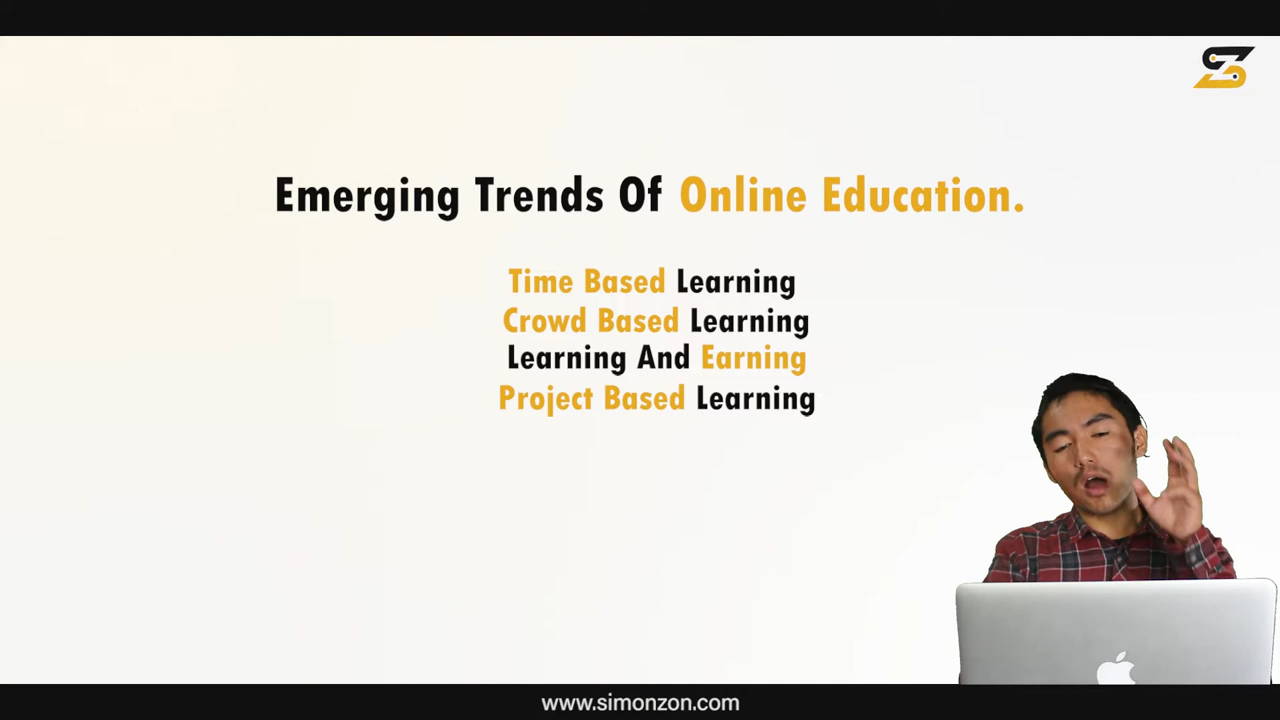 Emerging Trends Of Online Education.
Time Based Learning
Crowd Based Learning
Learning And Earning
Project Based Learning
www.simonzon.com